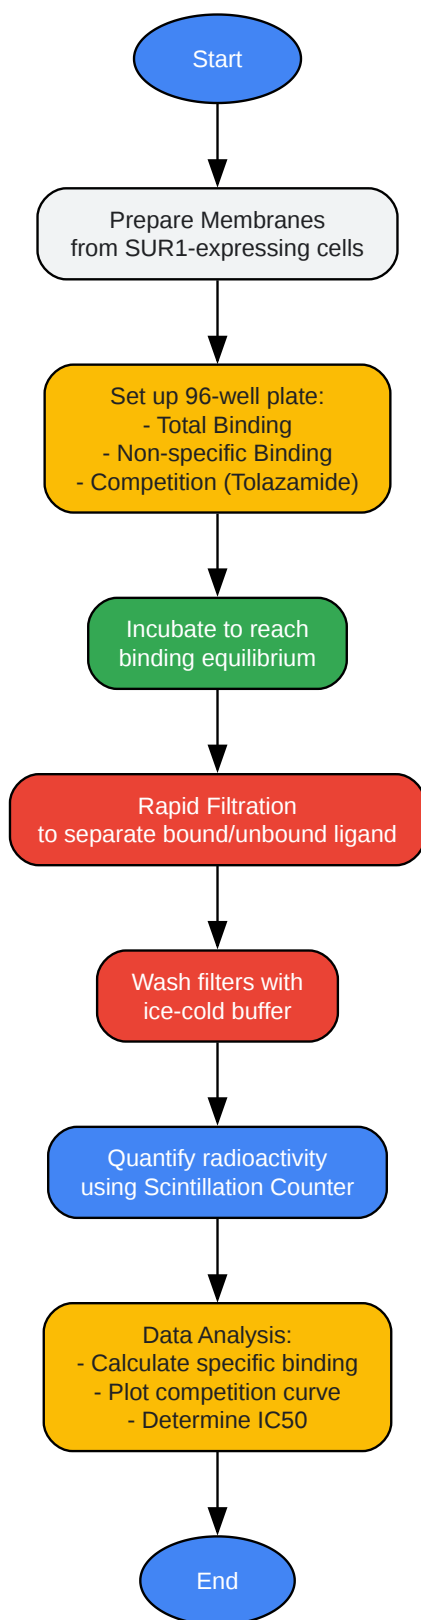 Start
Prepare Membranes
from SUR1-expressing cells
Set up 96-well plate:
- Total Binding
- Non-specific Binding
- Competition (Tolazamide)
Incubate to reach
binding equilibrium
Rapid Filtration
to separate bound/unbound ligand
Wash filters with
ice-cold buffer
Quantify radioactivity
using Scintillation Counter
Data Analysis:
- Calculate specific binding
- Plot competition curve
- Determine IC50
End